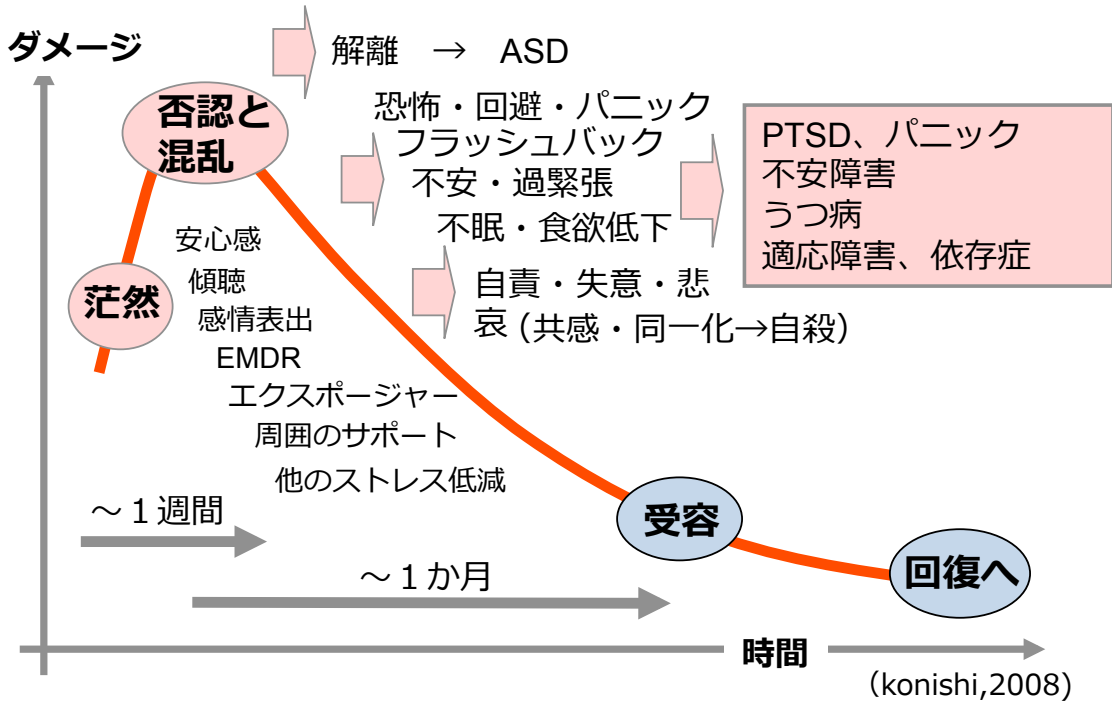 ダメージ
解離 → ASD
否認と
混乱
恐怖・回避・パニック
フラッシュバック
不安・過緊張
不眠・食欲低下
PTSD、パニック
不安障害
うつ病
適応障害、依存症
茫然
安心感
傾聴
感情表出
EMDR
エクスポージャー
周囲のサポート
他のストレス低減
自責・失意・悲
哀 (共感・同一化→自殺)
～１週間
～１か月
受容
回復へ
時間
（konishi,2008)